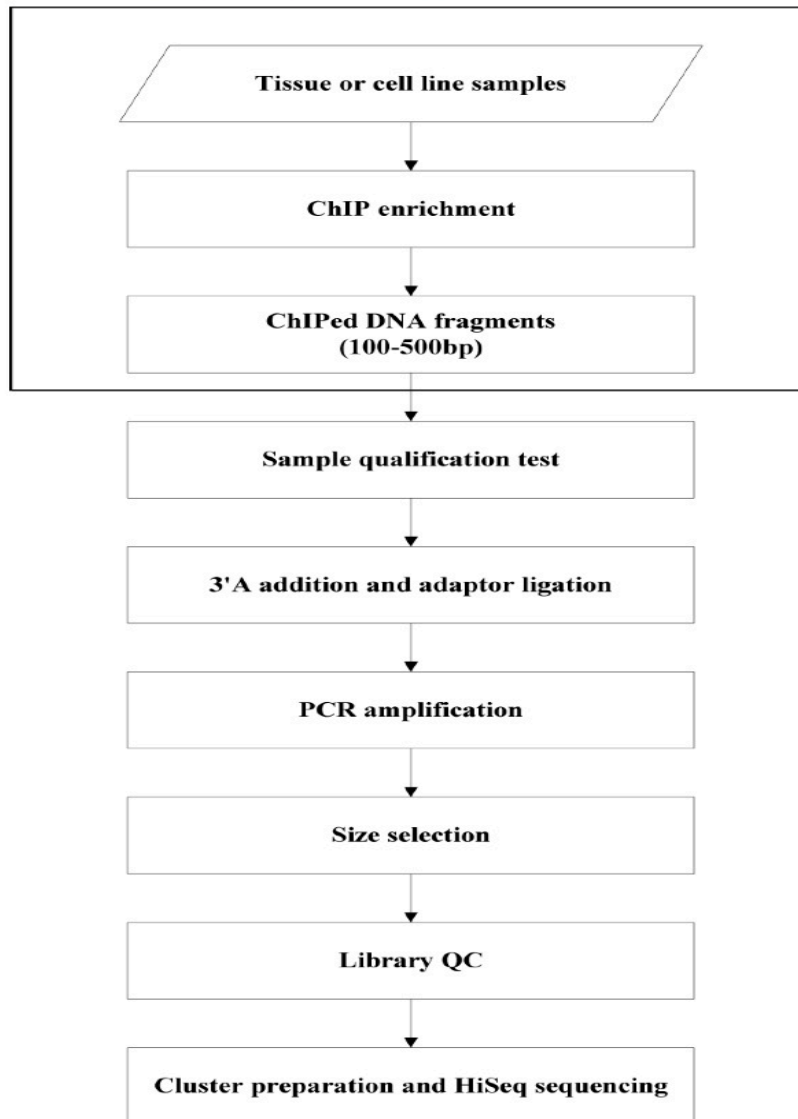 Tissue or cell line samples
ChIP enrichment
ChIPed DNA fragments
(100-500bp)
Sample qualification test
3'A addition and adaptor ligation
PCR amplification
Size selection
Library QC
Cluster preparation and HiSeq sequencing